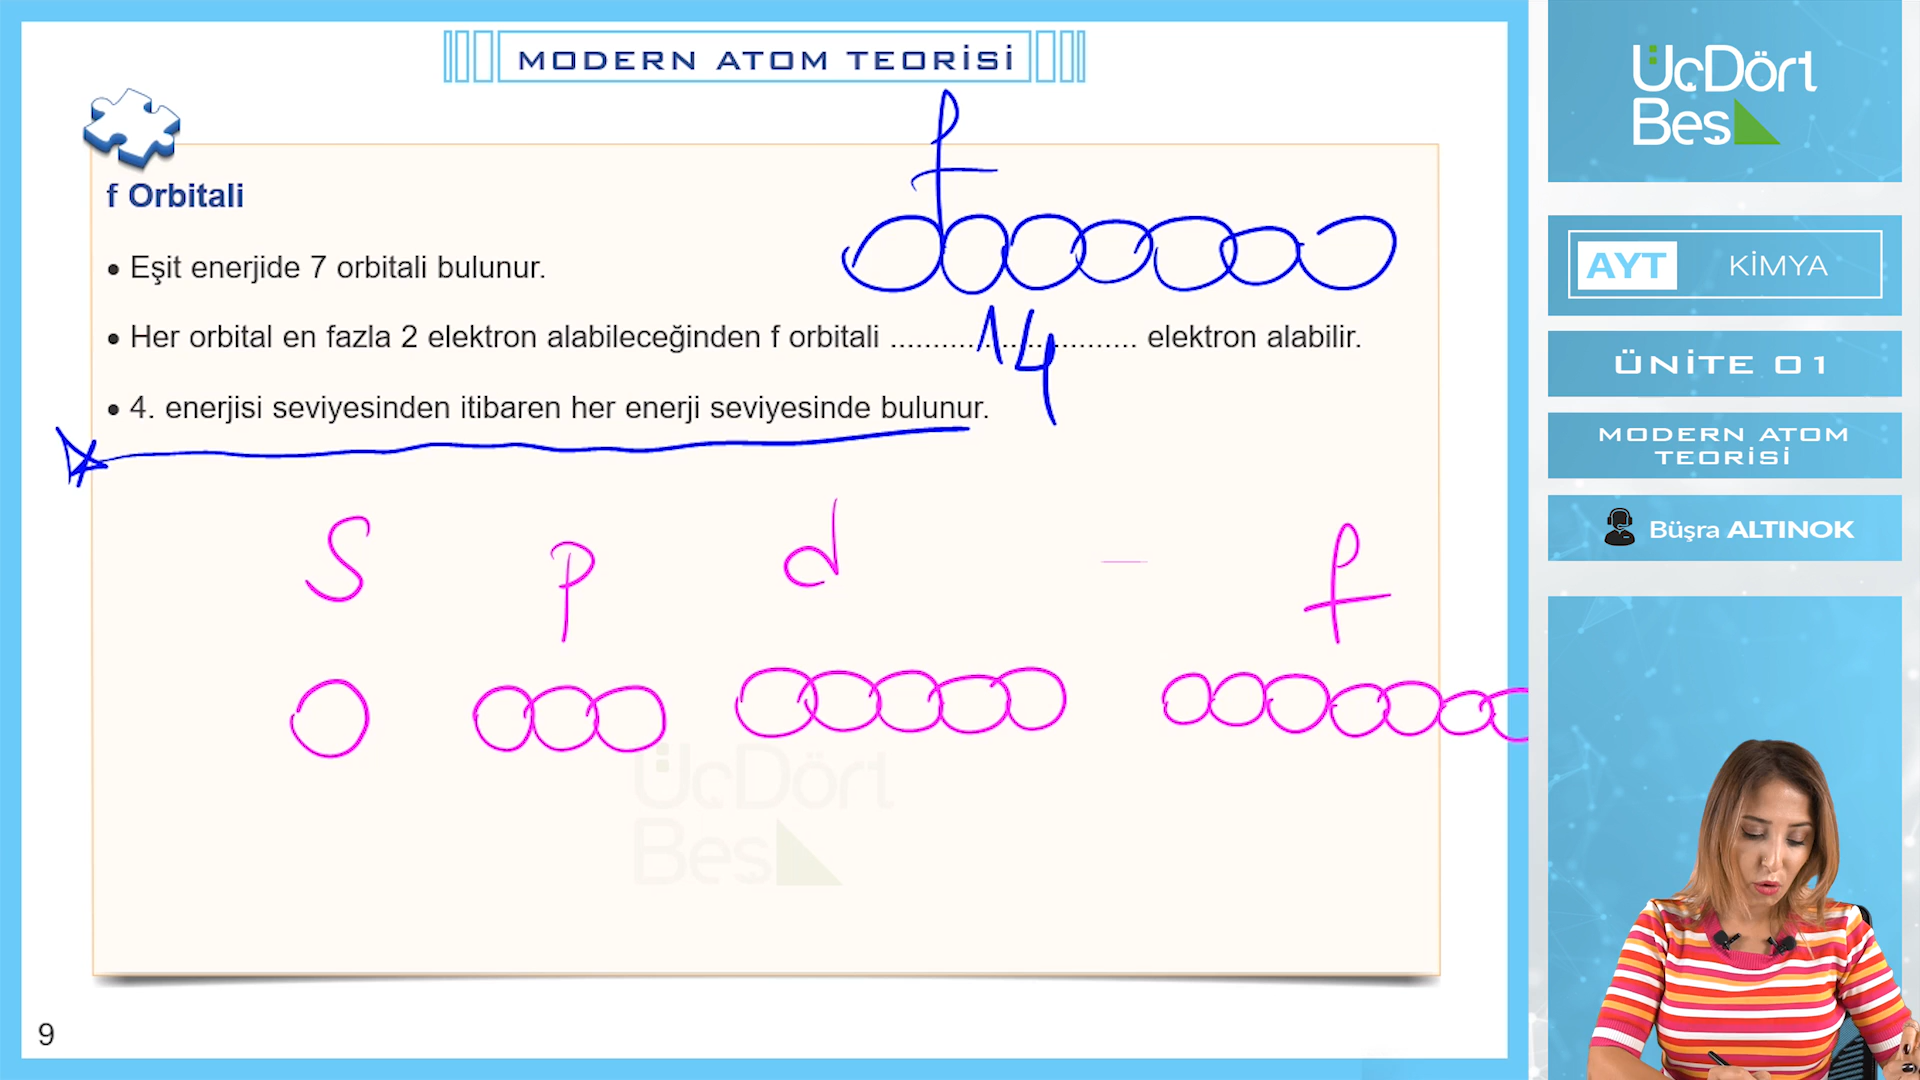 MODERN ATOM TEORİSİ
f
f Orbitali
• Eşit enerjide 7 orbitali bulunur.
• Her orbital en fazla 2 elektron alabileceğinden f orbitali ............................. elektron alabilir.
14
• 4. enerjisi seviyesinden itibaren her enerji seviyesinde bulunur.
S p d - f
ÜçDört
Beş
9
ÜçDört
Beş
AYT KİMYA
ÜNİTE 01
MODERN ATOM
TEORİSİ
Büşra ALTINOK